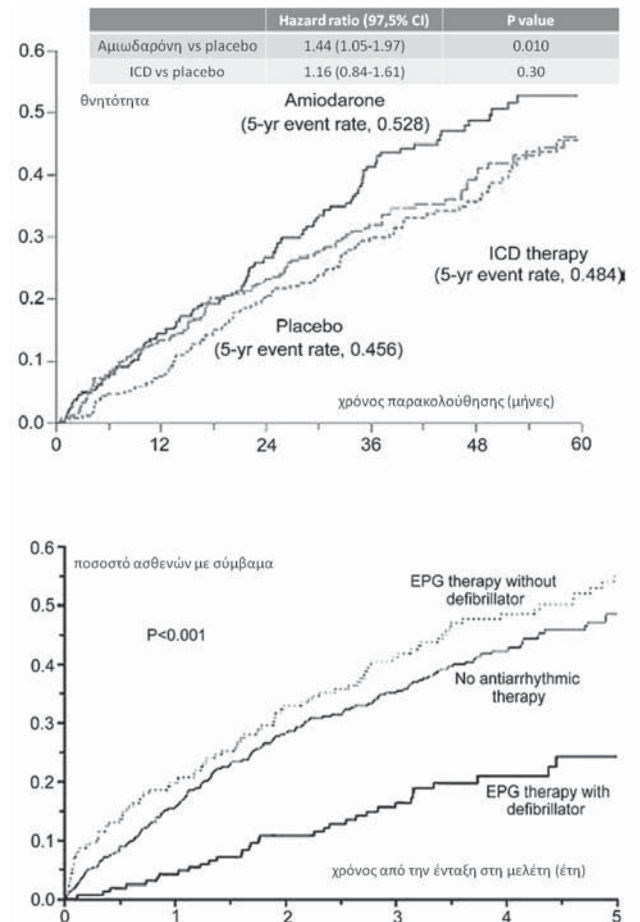 Hazard ratio (97,5% CI) P value
Αμιωδαρόνη vs placebo 1.44 (1.05-1.97) 0.010
ICD vs placebo 1.16 (0.84-1.61) 0.30
0.6
θνητότητα
Amiodarone
(5-yr event rate, 0.528)
0.5
0.4
0.3
ICD therapy
(5-yr event rate, 0.484)
0.2
Placebo
(5-yr event rate, 0.456)
0.1
χρόνος παρακολούθησης (μήνες)
0.0
0 12 24 36 48 60
0.6
ποσοστό ασθενών με σύμβαμα
EPG therapy without
defibrillator
P<0.001
0.5
No antiarrhythmic
therapy
0.4
0.3
0.2
EPG therapy with
defibrillator
0.1
χρόνος από την ένταξη στη μελέτη (έτη)
0.0
0 1 2 3 4 5